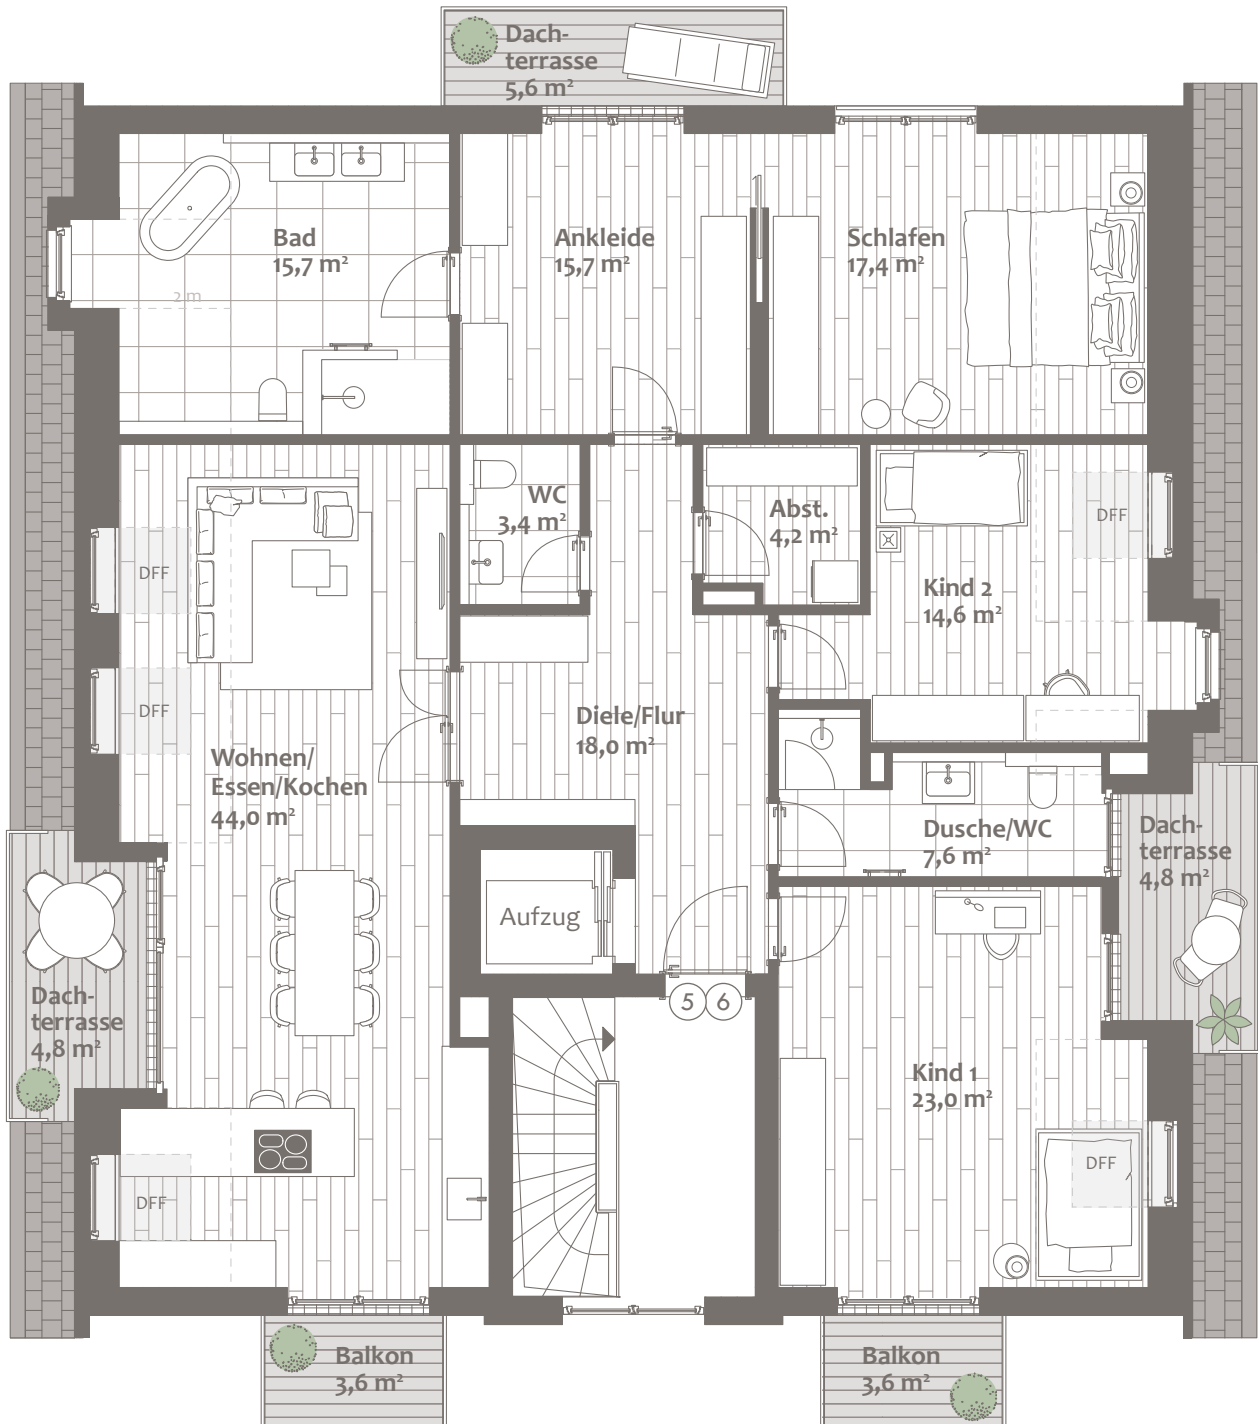 Dach-
terrasse
5,6 m²
Bad
15,7 m²
2 m
Ankleide
15,7 m²
Schlafen
17,4 m²
WC
3,4 m²
Abst.
4,2 m²
DFF
Kind 2
14,6 m²
DFF
DFF
Diele/Flur
18,0 m²
Wohnen/
Essen/Kochen
44,0 m²
Dusche/WC
7,6 m²
Dach-
terrasse
4,8 m²
Aufzug
Dach-
terrasse
4,8 m²
5 6
Kind 1
23,0 m²
DFF
DFF
Balkon
3,6 m²
Balkon
3,6 m²